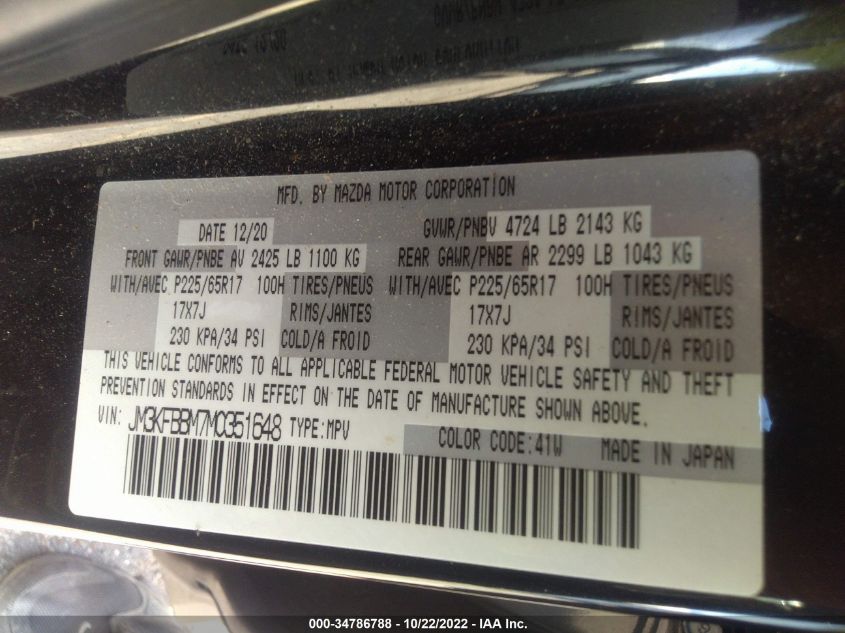 MFD. BY MAZDA MOTOR CORPORATION
DATE 12/20 GVWR/PNBV 4724 LB 2143 KG
FRONT GAWR/PNBE AV 2425 LB 1100 KG REAR GAWR/PNBE AR 2299 LB 1043 KG
WITH/AVEC P225/65R17 100H TIRES/PNEUS WITH/AVEC P225/65R17 100H TIRES/PNEUS
17X7J RIMS/JANTES 17X7J RIMS/JANTES
230 KPA/34 PSI COLD/A FROID 230 KPA/34 PSI COLD/A FROID
THIS VEHICLE CONFORMS TO ALL APPLICABLE FEDERAL MOTOR VEHICLE SAFETY AND THEFT
PREVENTION STANDARDS IN EFFECT ON THE DATE OF MANUFACTURE SHOWN ABOVE.
VIN: JM3KFBBM7M0351648 TYPE:MPV
COLOR CODE:41W MADE IN JAPAN
000-34786788 - 10/22/2022 - IAA Inc.